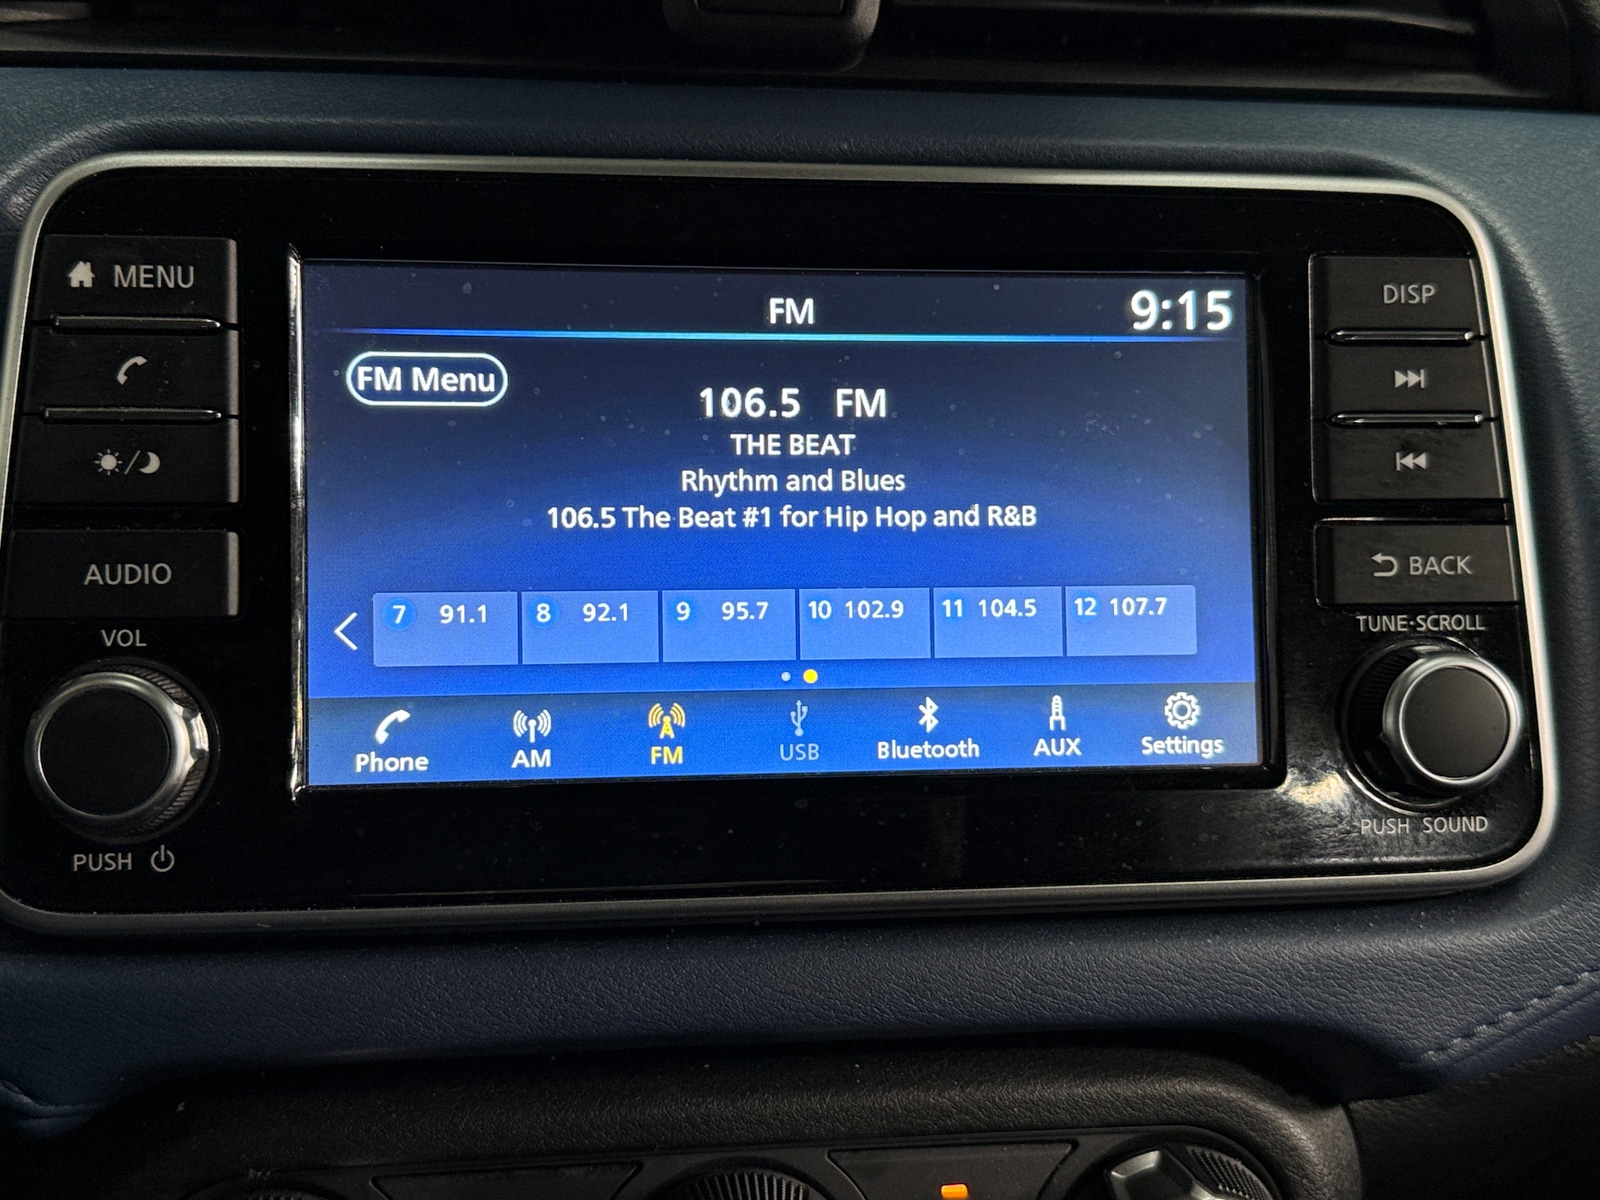 MENU
AUDIO
VOL
PUSH
FM
9:15
FM Menu
106.5 FM
THE BEAT
Rhythm and Blues
106.5 The Beat #1 for Hip Hop and R&B
7 91.1
8 92.1
9 95.7
10 102.9
11 104.5
12 107.7
Phone
AM
FM
USB
Bluetooth
AUX
Settings
DISP
BACK
TUNE·SCROLL
PUSH SOUND